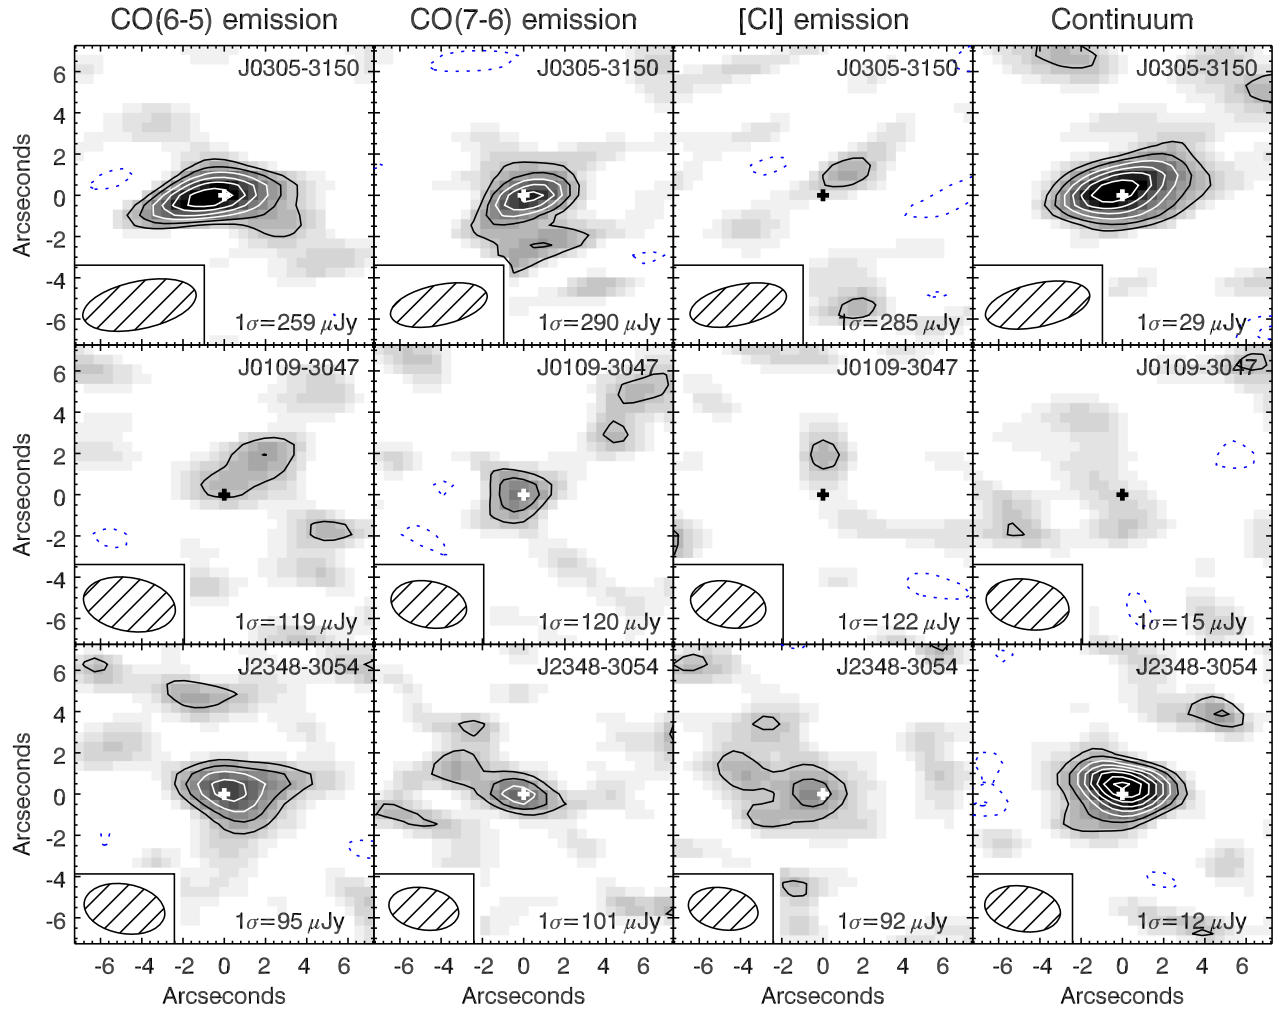 CO(6-5) emission CO(7-6) emission [CI] emission Continuum
J0305-3150 J0305-3150 J0305-3150 J0305-3150
6
4
2
0
-2
-4
-6
Arcseconds
1σ=259 μJy 1σ=290 μJy 1σ=285 μJy 1σ=29 μJy
J0109-3047 J0109-3047 J0109-3047 J0109-3047
6
4
2
0
-2
-4
-6
Arcseconds
1σ=119 μJy 1σ=120 μJy 1σ=122 μJy 1σ=15 μJy
J2348-3054 J2348-3054 J2348-3054 J2348-3054
6
4
2
0
-2
-4
-6
Arcseconds
1σ=95 μJy 1σ=101 μJy 1σ=92 μJy 1σ=12 μJy
-6 -4 -2 0 2 4 6 -6 -4 -2 0 2 4 6 -6 -4 -2 0 2 4 6 -6 -4 -2 0 2 4 6
Arcseconds Arcseconds Arcseconds Arcseconds